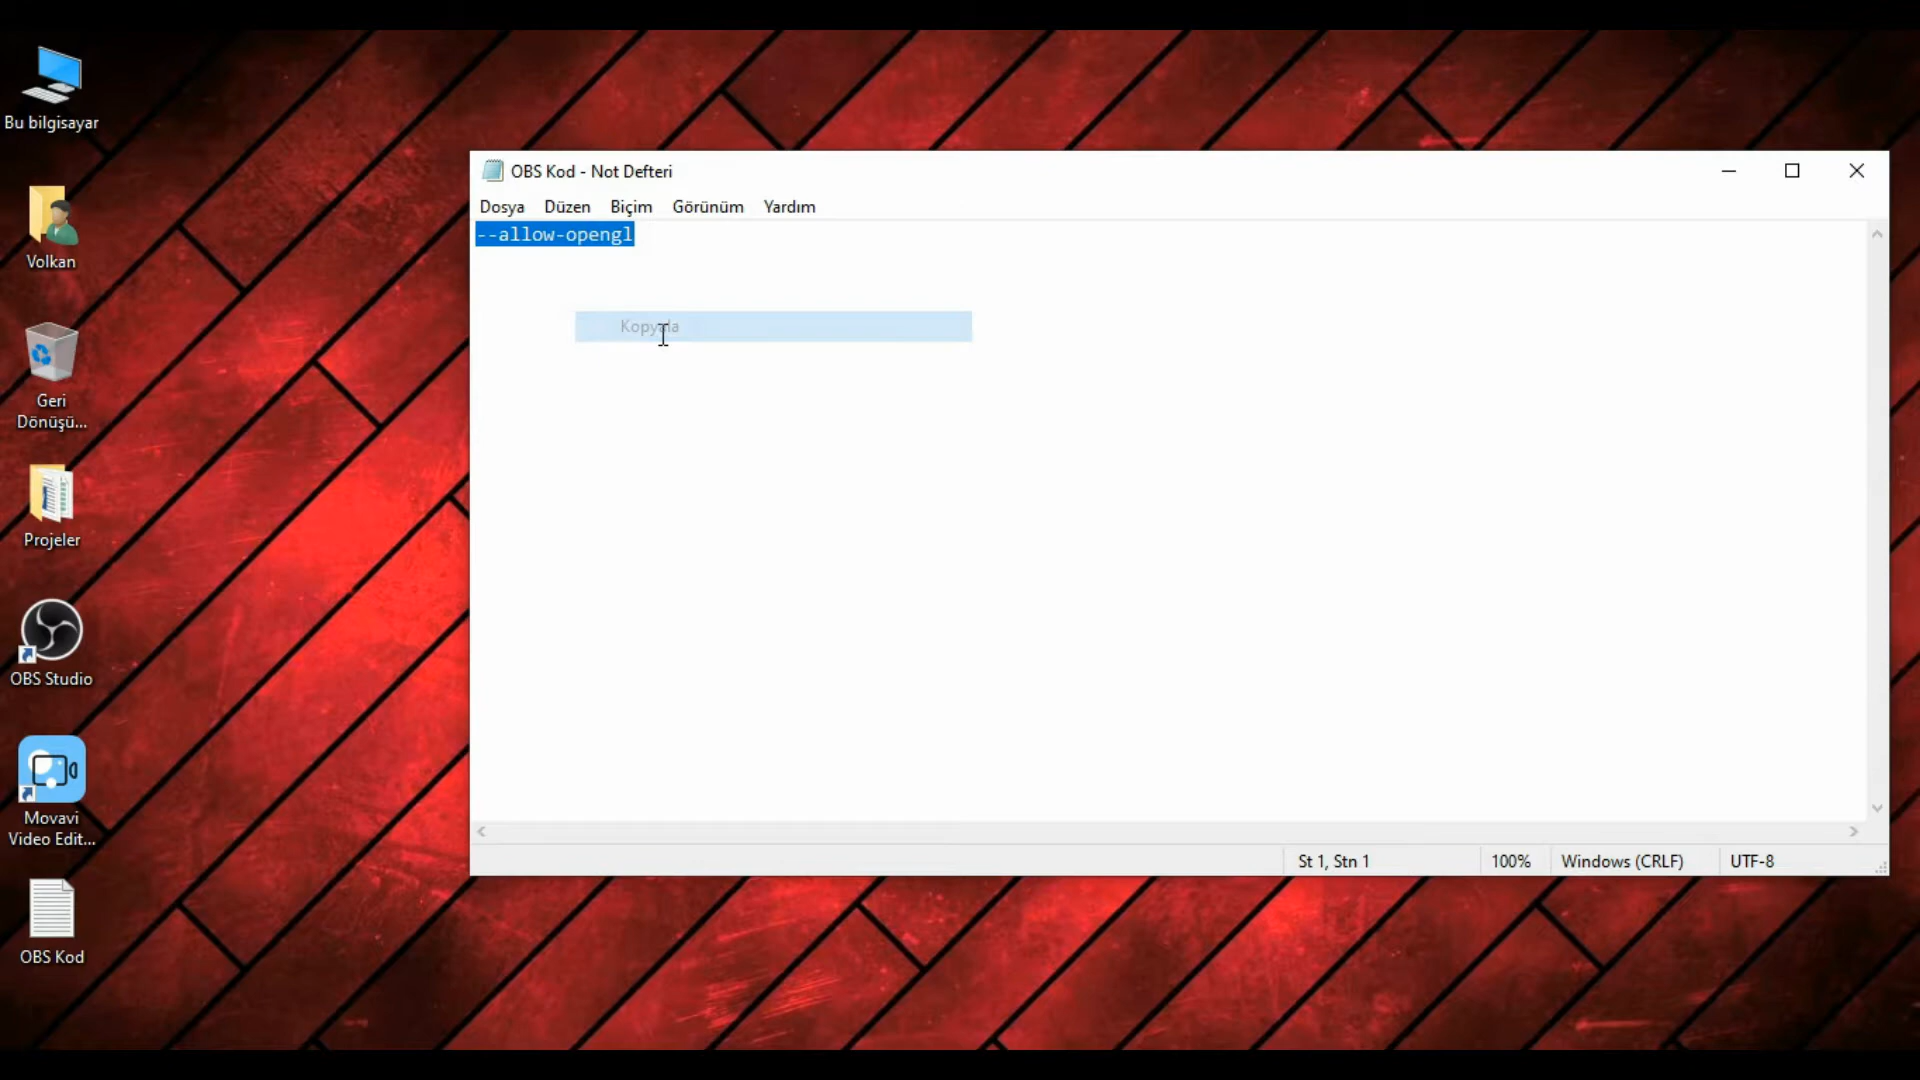 Bu bilgisayar
Volkan
Geri
Dönüşü...
Projeler
OBS Studio
Movavi
Video Edit...
OBS Kod
OBS Kod - Not Defteri
Dosya Düzen Biçim Görünüm Yardım
--allow-opengl
Kopyala
St 1, Stn 1
100%
Windows (CRLF)
UTF-8